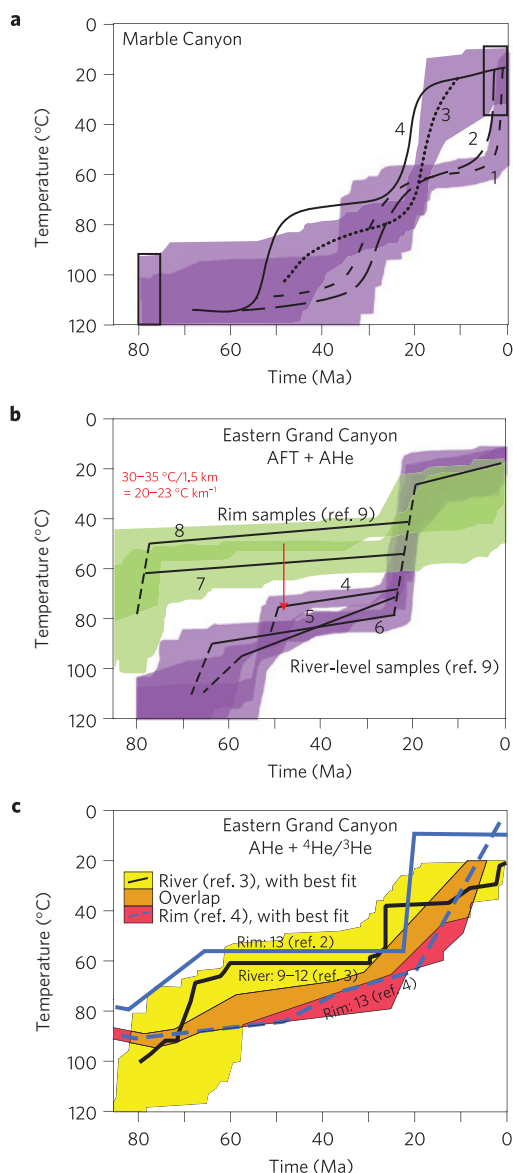 a
Marble Canyon
0
20
40
60
80
100
120
Temperature (°C)
4
3
2
1
80
60
40
20
0
Time (Ma)
b
Eastern Grand Canyon
AFT + AHe
30–35 °C/1.5 km
= 20–23 °C km⁻¹
Rim samples (ref. 9)
8
7
4
5
6
River-level samples (ref. 9)
0
20
40
60
80
100
120
Temperature (°C)
80
60
40
20
0
Time (Ma)
c
Eastern Grand Canyon
AHe + ⁴He/³He
River (ref. 3), with best fit
Overlap
Rim (ref. 4), with best fit
Rim: 13 (ref. 2)
River: 9–12 (ref. 3)
Rim: 13 (ref. 4)
0
20
40
60
80
100
120
Temperature (°C)
80
60
40
20
0
Time (Ma)